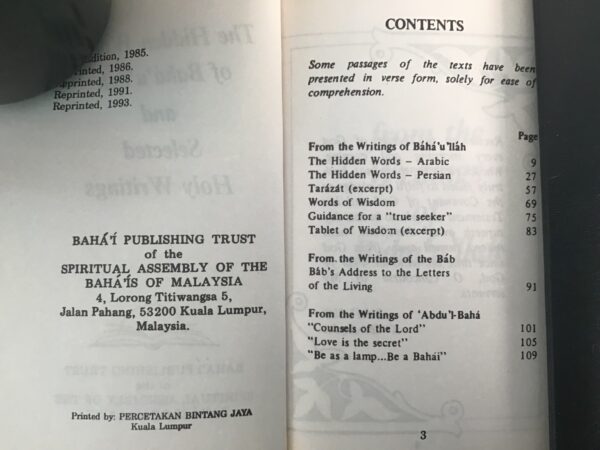 dition, 1985.
printed, 1986.
Reprinted, 1988.
Reprinted, 1991.
Reprinted, 1993.
BAHÁ'Í PUBLISHING TRUST
of the
SPIRITUAL ASSEMBLY OF THE
BAHÁ'ÍS OF MALAYSIA
4, Lorong Titiwangsa 5,
Jalan Pahang, 53200 Kuala Lumpur,
Malaysia.
Printed by: PERCETAKAN BINTANG JAYA
Kuala Lumpur
CONTENTS
Some passages of the texts have been
presented in verse form, solely for ease of
comprehension.
Page
From the Writings of Bahá'u'lláh
The Hidden Words – Arabic 9
The Hidden Words – Persian 27
Tarázát (excerpt) 57
Words of Wisdom 69
Guidance for a "true seeker" 75
Tablet of Wisdom (excerpt) 83
From the Writings of the Báb
Báb's Address to the Letters
of the Living 91
From the Writings of 'Abdu'l-Bahá
"Counsels of the Lord" 101
"Love is the secret" 105
"Be as a lamp...Be a Bahái" 109
3